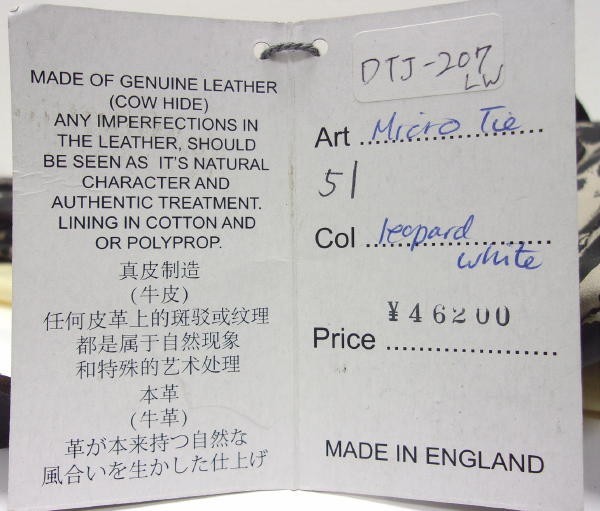 MADE OF GENUINE LEATHER
(COW HIDE)
ANY IMPERFECTIONS IN
THE LEATHER, SHOULD
BE SEEN AS IT'S NATURAL
CHARACTER AND
AUTHENTIC TREATMENT.
LINING IN COTTON AND
OR POLYPROP.
真皮制造
(牛皮)
任何皮革上的斑驳或纹理
都是属于自然现象
和特殊的艺术处理
本革
(牛革)
革が本来持つ自然な
風合いを生かした仕上げ
DTJ-207
LW
Art Micro Tie
51
Col leopard
white
¥46200
Price
MADE IN ENGLAND